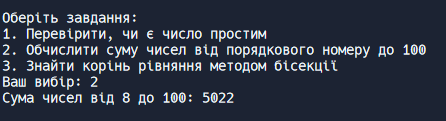 Оберіть завдання:
1. Перевірити, чи є число простим
2. Обчислити суму чисел від порядкового номеру до 100
3. Знайти корінь рівняння методом бісекції
Ваш вибір: 2
Сума чисел від 8 до 100: 5022